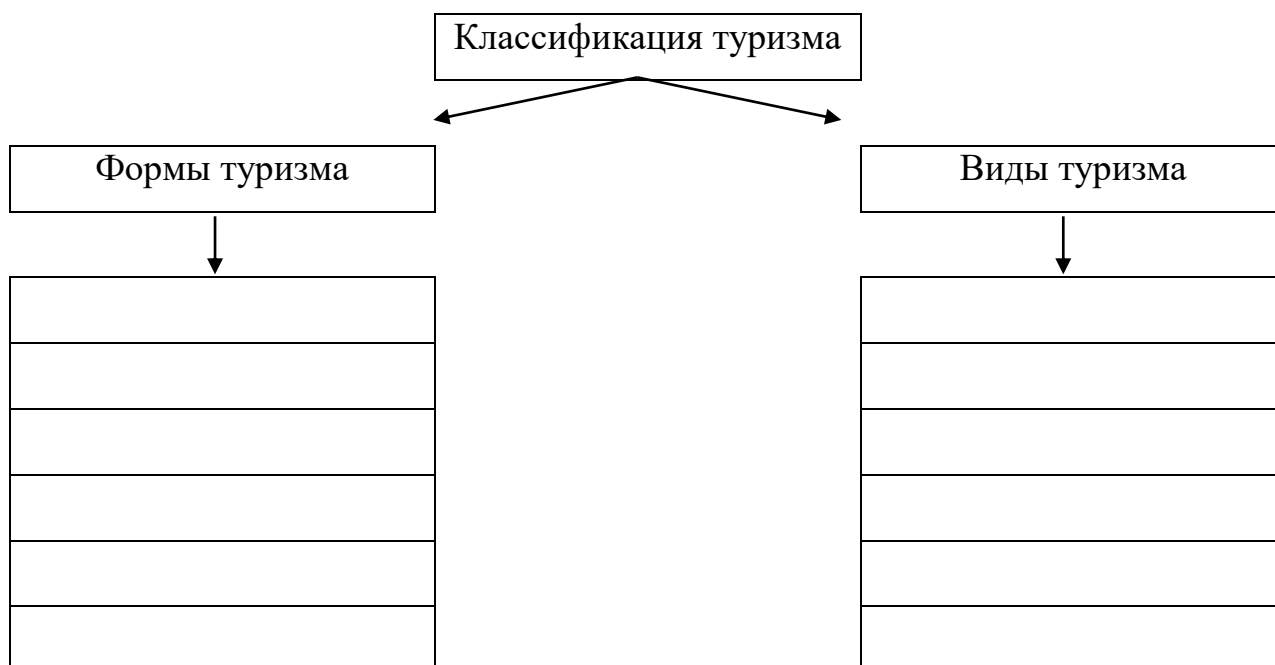 Классификация туризма
Формы туризма
Виды туризма